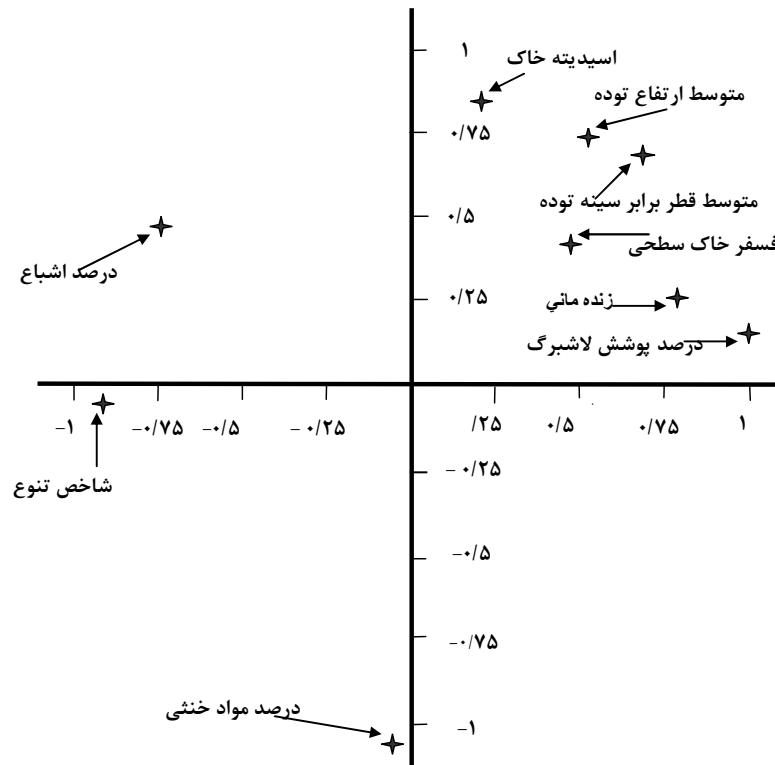 ۱
اسیدیته خاک
متوسط ارتفاع توده
۰/۷۵
متوسط قطر برابر سینه توده
۰/۵
فسفر خاک سطحی
درصد اشباع
۰/۲۵
زنده ماني
درصد پوشش لاشبرگ
−۱ −۰/۷۵ −۰/۵ − ۰/۲۵ /۲۵ ۰/۵ ۰/۷۵ ۱
− ۰/۲۵
شاخص تنوع
−۰/۵
−۰/۷۵
درصد مواد خنثی
−۱